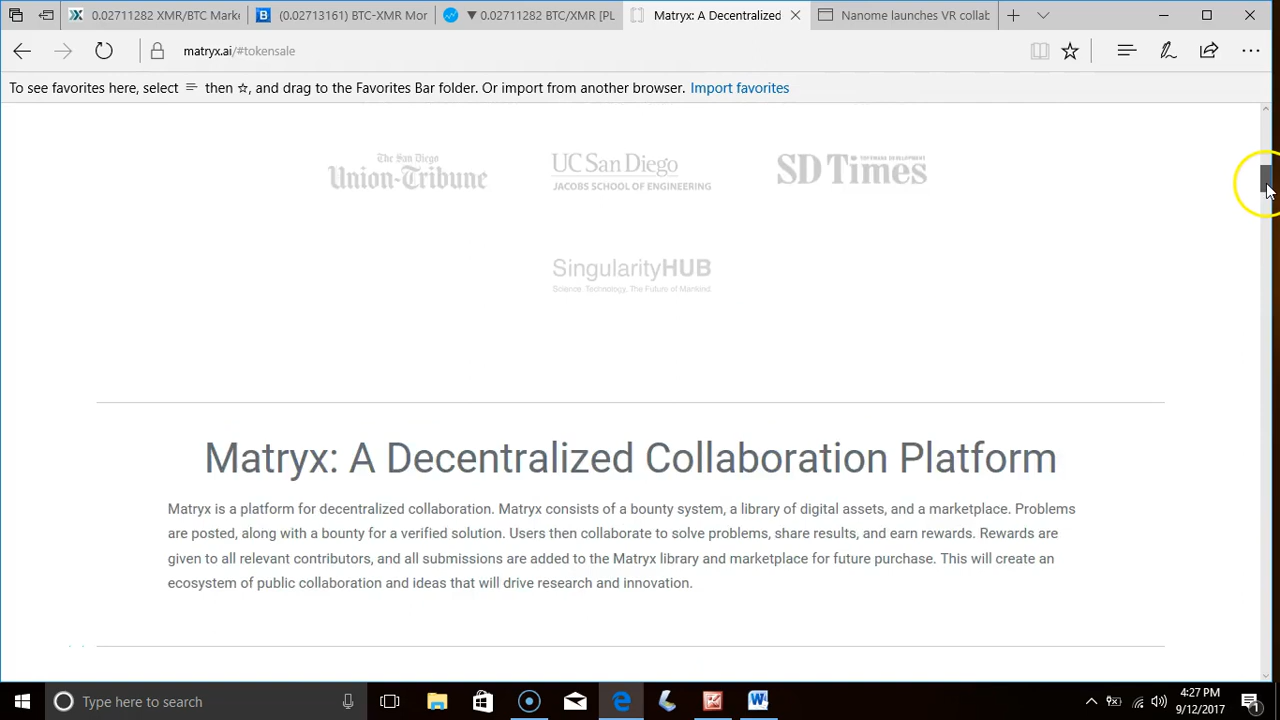 0.02711282 XMR/BTC Marke
(0.02713161) BTC-XMR Mor
▼ 0.02711282 BTC/XMR [PL
Matryx: A Decentralized
Nanome launches VR collab
matryx.ai/#tokensale
To see favorites here, select ≡ then ☆, and drag to the Favorites Bar folder. Or import from another browser. Import favorites
The San Diego
Union-Tribune
UC San Diego
JACOBS SCHOOL OF ENGINEERING
SOFTWARE DEVELOPMENT
SD Times
SingularityHUB
Science, Technology, The Future of Mankind
Matryx: A Decentralized Collaboration Platform
Matryx is a platform for decentralized collaboration. Matryx consists of a bounty system, a library of digital assets, and a marketplace. Problems
are posted, along with a bounty for a verified solution. Users then collaborate to solve problems, share results, and earn rewards. Rewards are
given to all relevant contributors, and all submissions are added to the Matryx library and marketplace for future purchase. This will create an
ecosystem of public collaboration and ideas that will drive research and innovation.
Type here to search
4:27 PM
9/12/2017